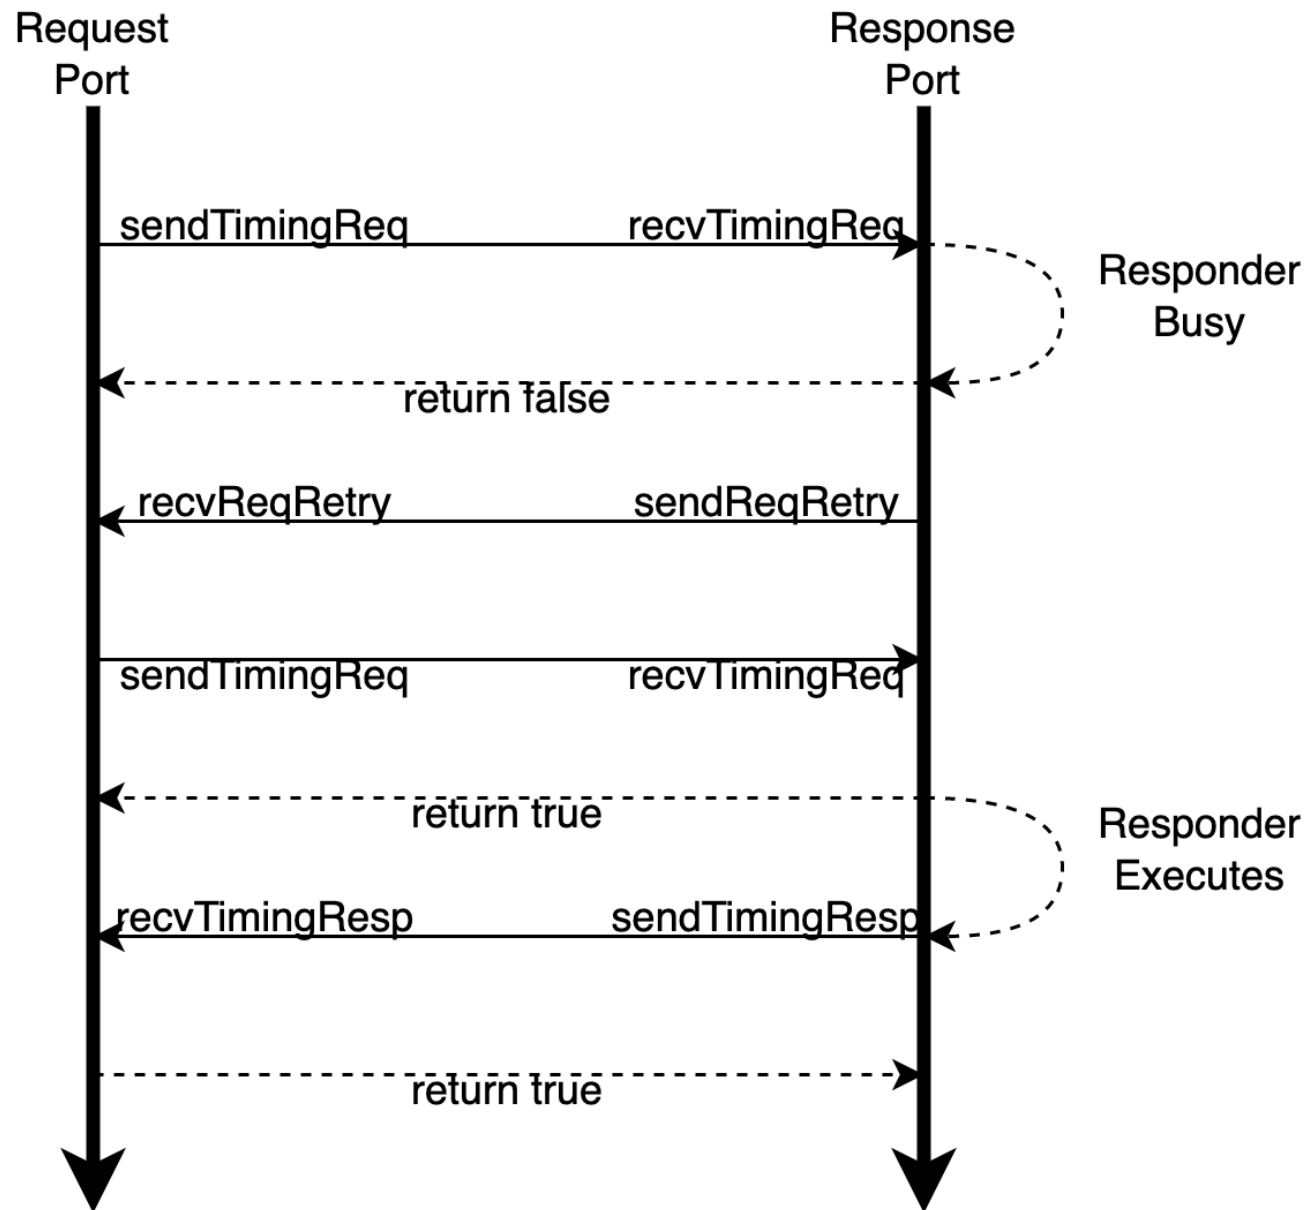 Request
Port
Response
Port
sendTimingReq
recvTimingReq
Responder
Busy
return false
recvReqRetry
sendReqRetry
sendTimingReq
recvTimingReq
return true
Responder
Executes
recvTimingResp
sendTimingResp
return true